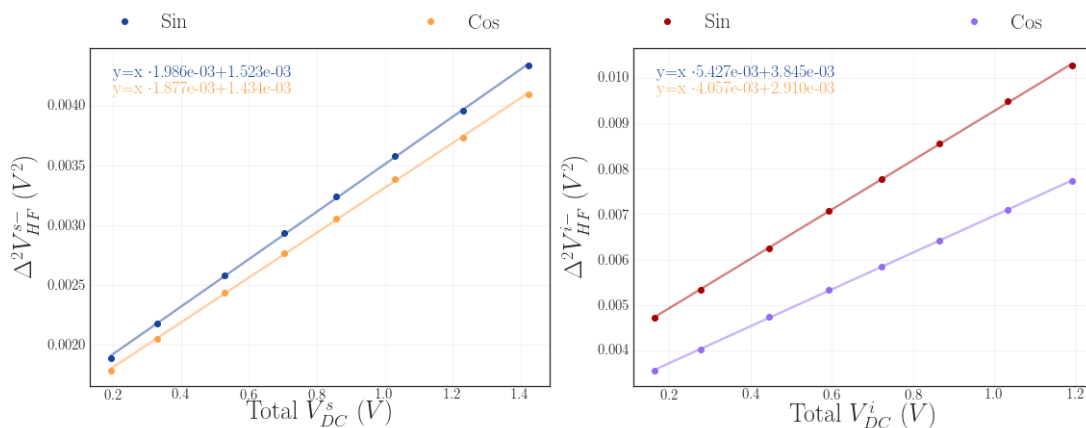 Sin Cos
y=x ·1.986e-03+1.523e-03
y=x ·1.877e-03+1.434e-03
0.0040
0.0035
0.0030
0.0025
0.0020
Δ²V_{HF}^{s−} (V²)
0.2 0.4 0.6 0.8 1.0 1.2 1.4
Total V_{DC}^{s} (V)
Sin Cos
y=x ·5.427e-03+3.845e-03
y=x ·4.057e-03+2.910e-03
0.010
0.009
0.008
0.007
0.006
0.005
0.004
Δ²V_{HF}^{i−} (V²)
0.2 0.4 0.6 0.8 1.0 1.2
Total V_{DC}^{i} (V)